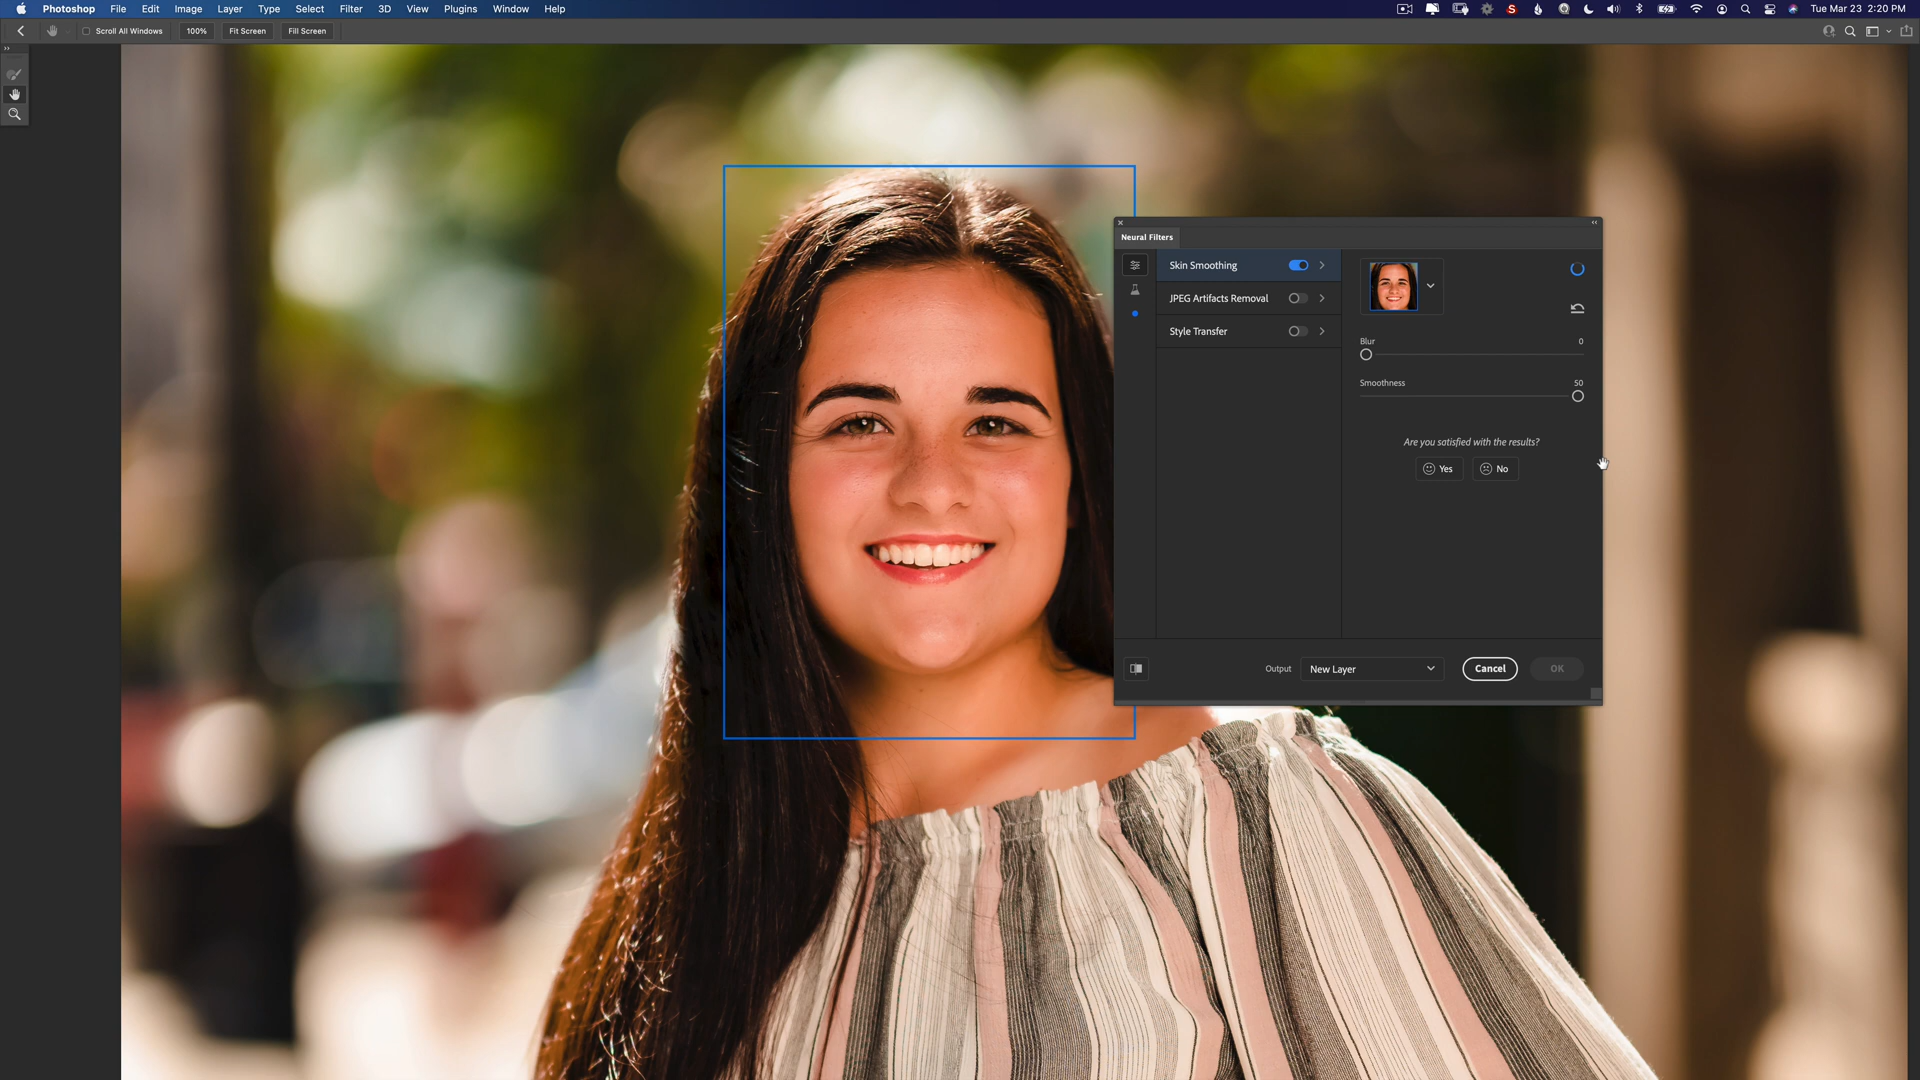 Photoshop File Edit Image Layer Type Select Filter 3D View Plugins Window Help Tue Mar 23 2:20 PM
Scroll All Windows 100% Fit Screen Fill Screen
Neural Filters
Skin Smoothing
JPEG Artifacts Removal
Style Transfer
Blur 0
Smoothness 50
Are you satisfied with the results?
Yes No
Output New Layer Cancel OK